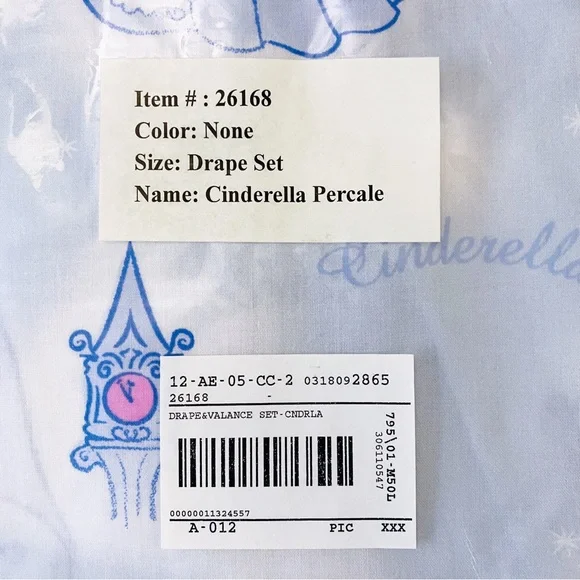 Item # : 26168
Color: None
Size: Drape Set
Name: Cinderella Percale
Cinderella
12-AE-05-CC-2 0318092865
26168 -
DRAPE&VALANCE SET-CNDRLA
795\01-M50L
306110547
00000011324557
A-012 PIC XXX